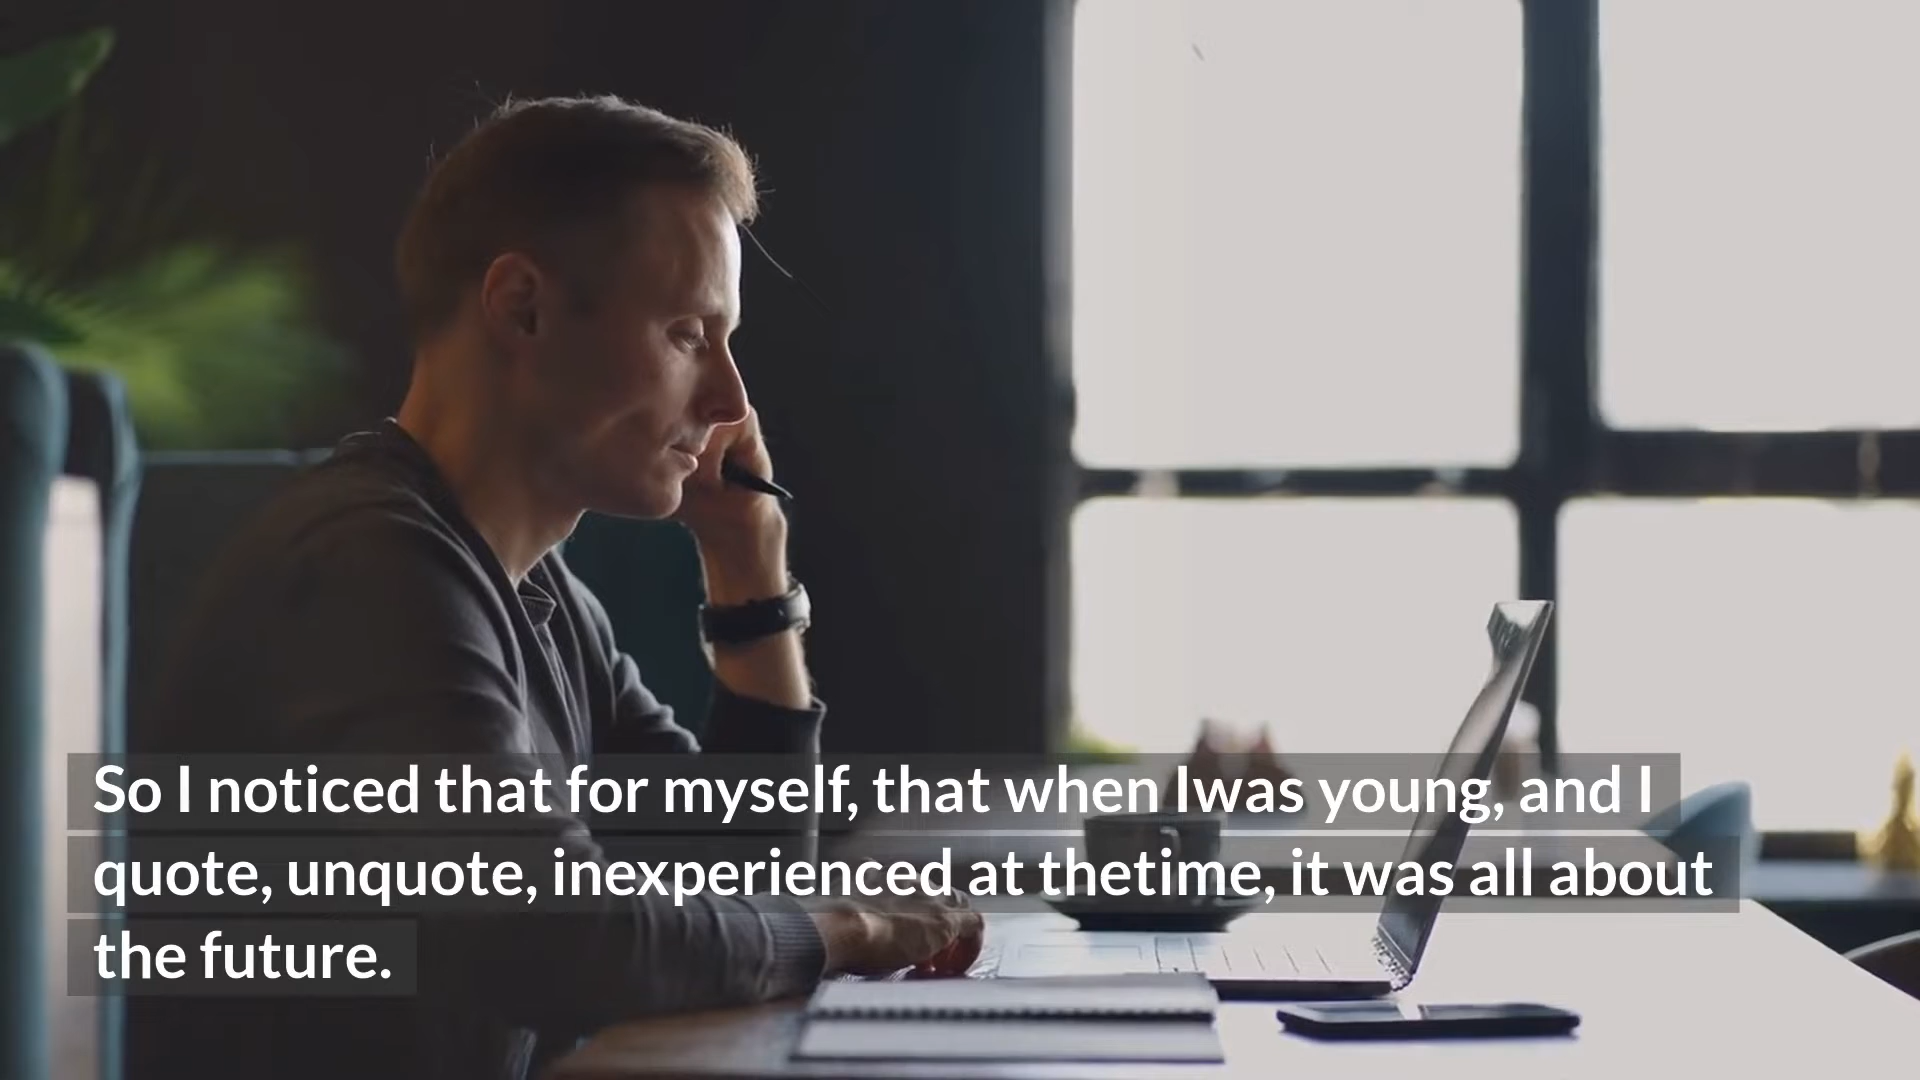 So I noticed that for myself, that when Iwas young, and I
quote, unquote, inexperienced at thetime, it was all about
the future.